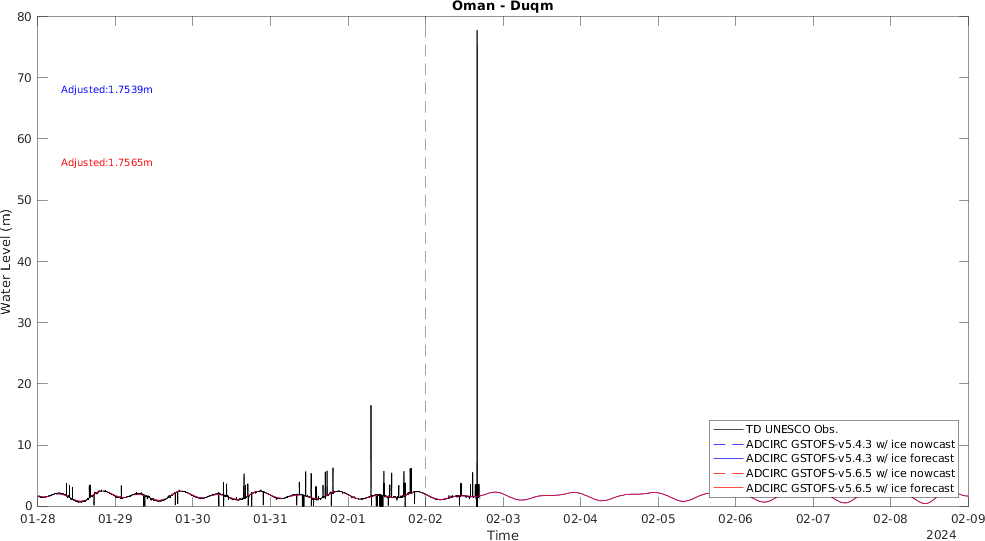 Oman - Duqm
80
70
60
50
40
30
20
10
0
Water Level (m)
Adjusted:1.7539m
Adjusted:1.7565m
TD UNESCO Obs.
ADCIRC GSTOFS-v5.4.3 w/ ice nowcast
ADCIRC GSTOFS-v5.4.3 w/ ice forecast
ADCIRC GSTOFS-v5.6.5 w/ ice nowcast
ADCIRC GSTOFS-v5.6.5 w/ ice forecast
01-28 01-29 01-30 01-31 02-01 02-02 02-03 02-04 02-05 02-06 02-07 02-08 02-09
Time
2024